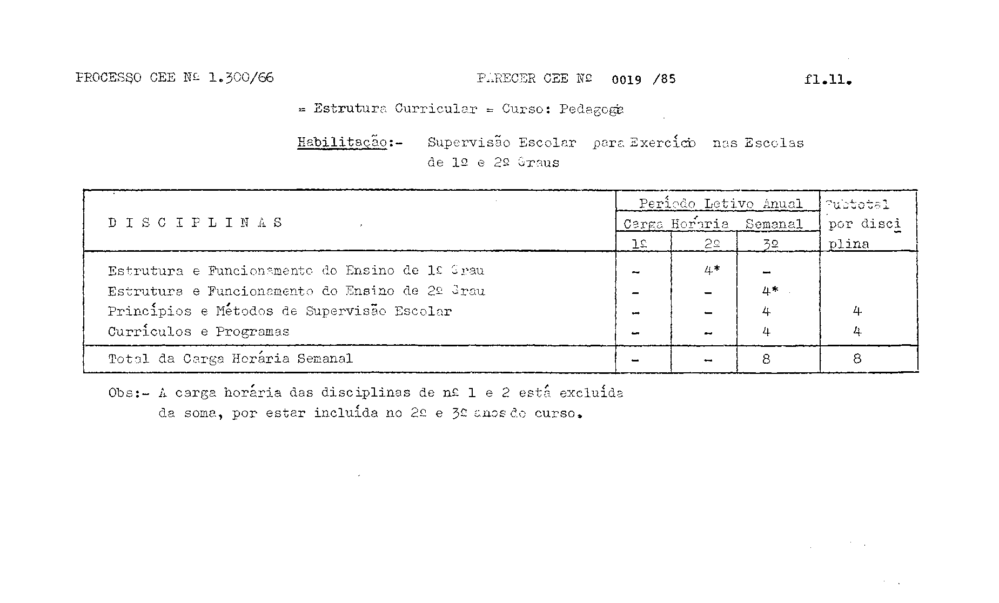 PROCESSO CEE Nº 1.300/66 PARECER CEE Nº 0019 /85 fl.11.
= Estrutura Curricular = Curso: Pedagogia
Habilitação:- Supervisão Escolar para Exercício nas Escolas
de 1º e 2º Graus
Período Letivo Anual Subtotal
D I S C I P L I N A S Carga Horária Semanal por disci
1º 2º 3º plina
Estrutura e Funcionamento do Ensino de 1º Grau - 4* -
Estrutura e Funcionamento do Ensino de 2º Grau - - 4*
Princípios e Métodos de Supervisão Escolar - - 4 4
Currículos e Programas - - 4 4
Total da Carga Horária Semanal - - 8 8
Obs:- A carga horária das disciplinas de nº 1 e 2 está excluída
da soma, por estar incluída no 2º e 3º anos do curso.